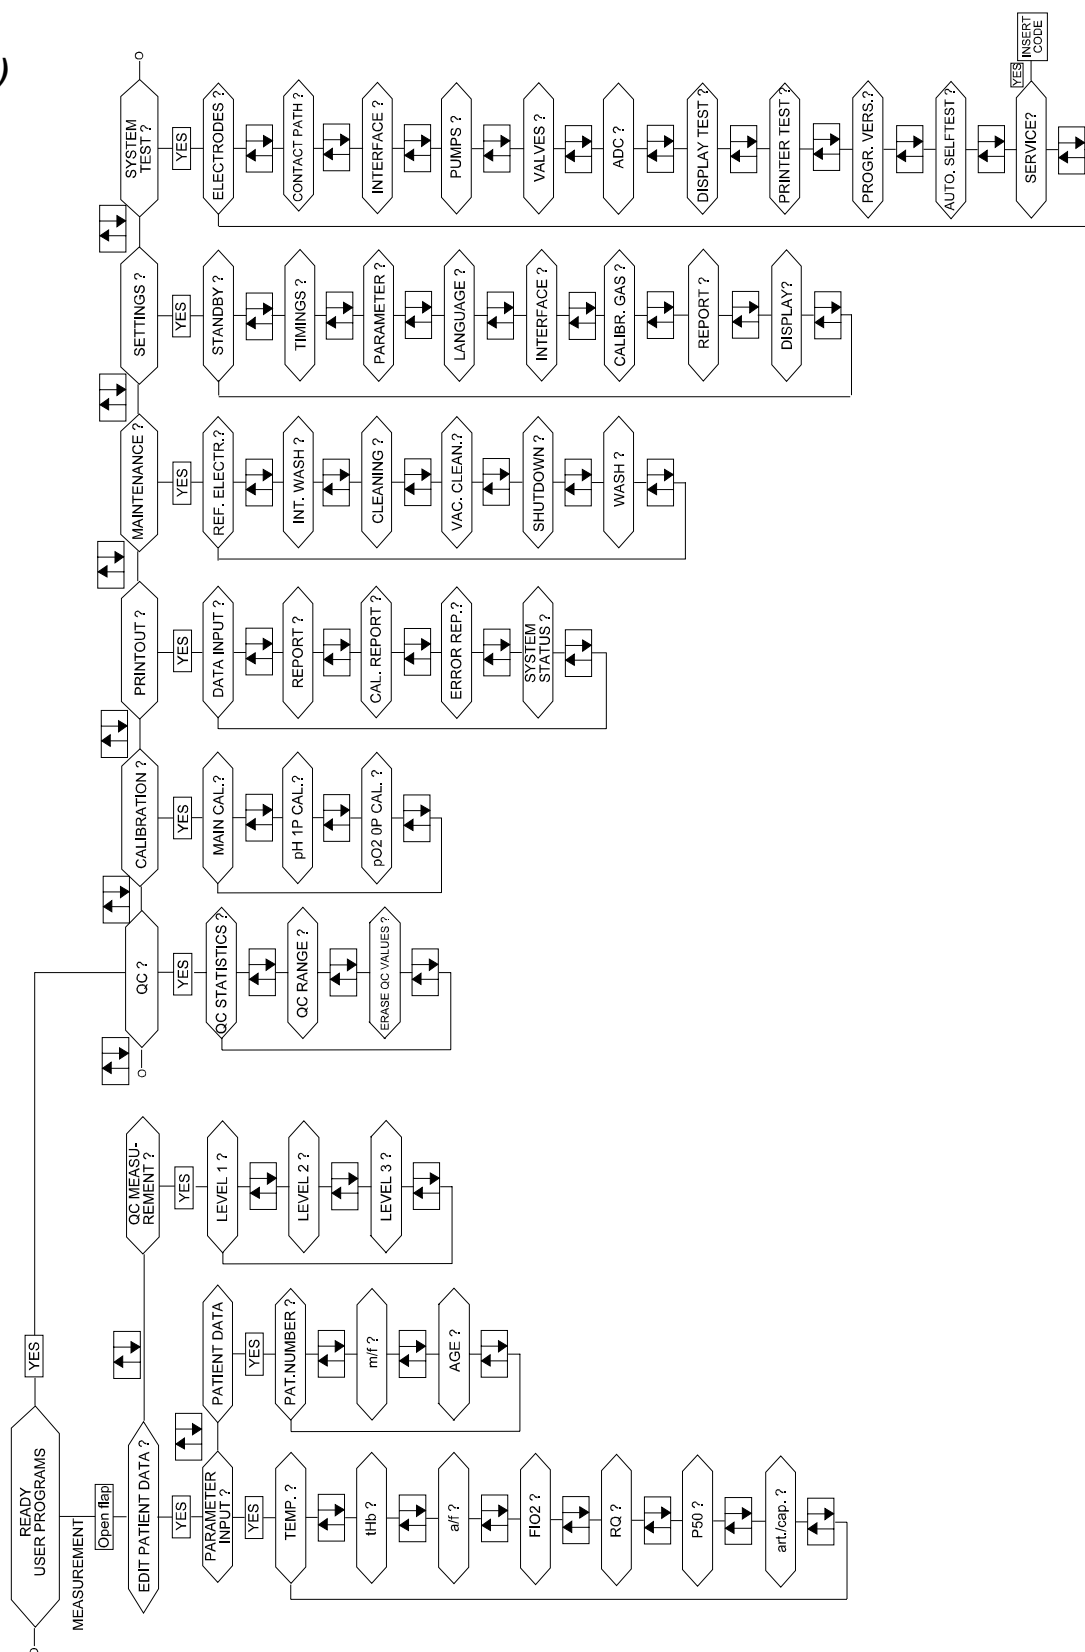 )
READY
USER PROGRAMS
YES
MEASUREMENT
Open flap
EDIT PATIENT DATA ?
YES
PARAMETER
INPUT ?
YES
TEMP. ?
tHb ?
a/f ?
FIO2 ?
RQ ?
P50 ?
art./cap. ?
PATIENT DATA
YES
PAT.NUMBER ?
m/f ?
AGE ?
QC MEASU-
REMENT ?
YES
LEVEL 1 ?
LEVEL 2 ?
LEVEL 3 ?
QC ?
YES
QC STATISTICS ?
QC RANGE ?
ERASE QC VALUES ?
CALIBRATION ?
YES
MAIN CAL.?
pH 1P CAL.?
pO2 0P CAL. ?
PRINTOUT ?
YES
DATA INPUT ?
REPORT ?
CAL. REPORT ?
ERROR REP.?
SYSTEM
STATUS ?
MAINTENANCE ?
YES
REF. ELECTR.?
INT. WASH ?
CLEANING ?
VAC. CLEAN.?
SHUTDOWN ?
WASH ?
SETTINGS ?
YES
STANDBY ?
TIMINGS ?
PARAMETER ?
LANGUAGE ?
INTERFACE ?
CALIBR. GAS ?
REPORT ?
DISPLAY?
SYSTEM
TEST ?
YES
ELECTRODES ?
CONTACT PATH ?
INTERFACE ?
PUMPS ?
VALVES ?
ADC ?
DISPLAY TEST ?
PRINTER TEST ?
PROGR. VERS.?
AUTO. SELFTEST ?
SERVICE?
YES
INSERT
CODE